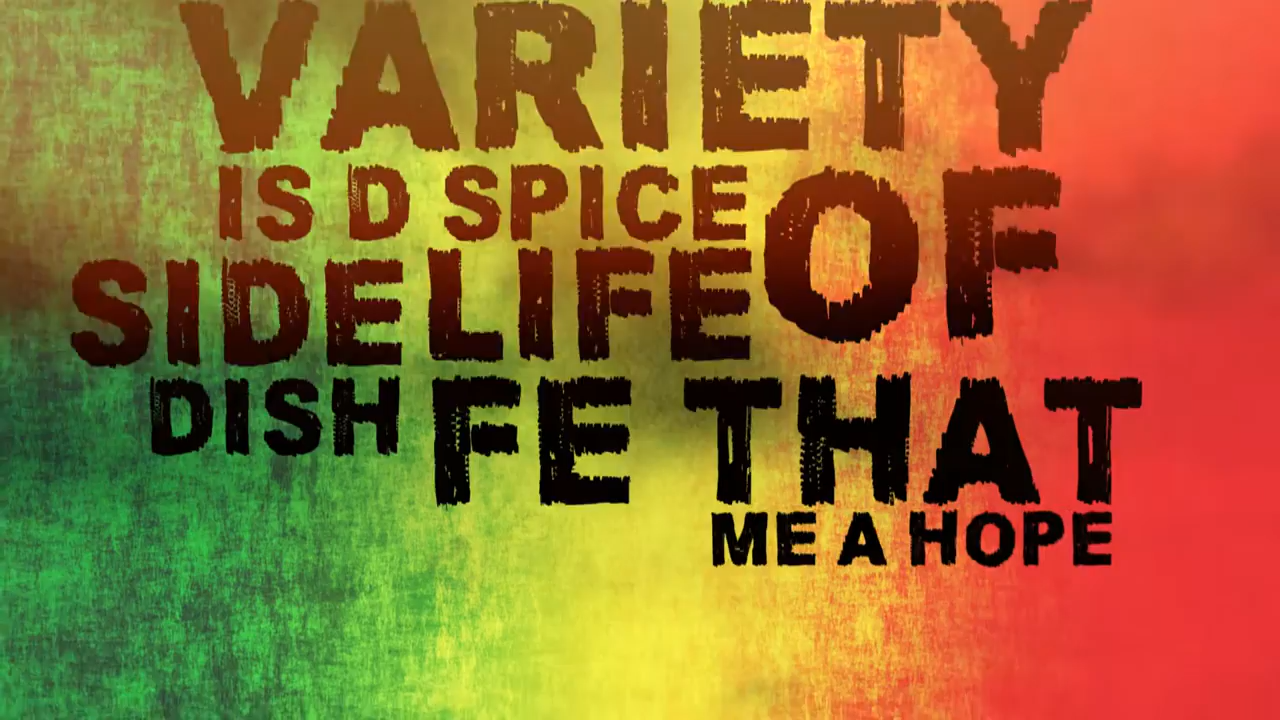 VARIETY
IS D SPICE OF
SIDE LIFE
DISH FE THAT
ME A HOPE